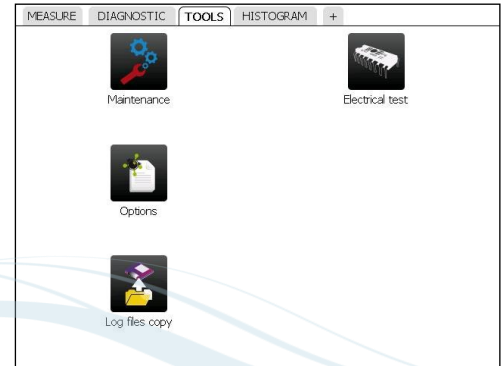 MEASURE DIAGNOSTIC TOOLS HISTOGRAM +
Maintenance Electrical test
Options
Log files copy